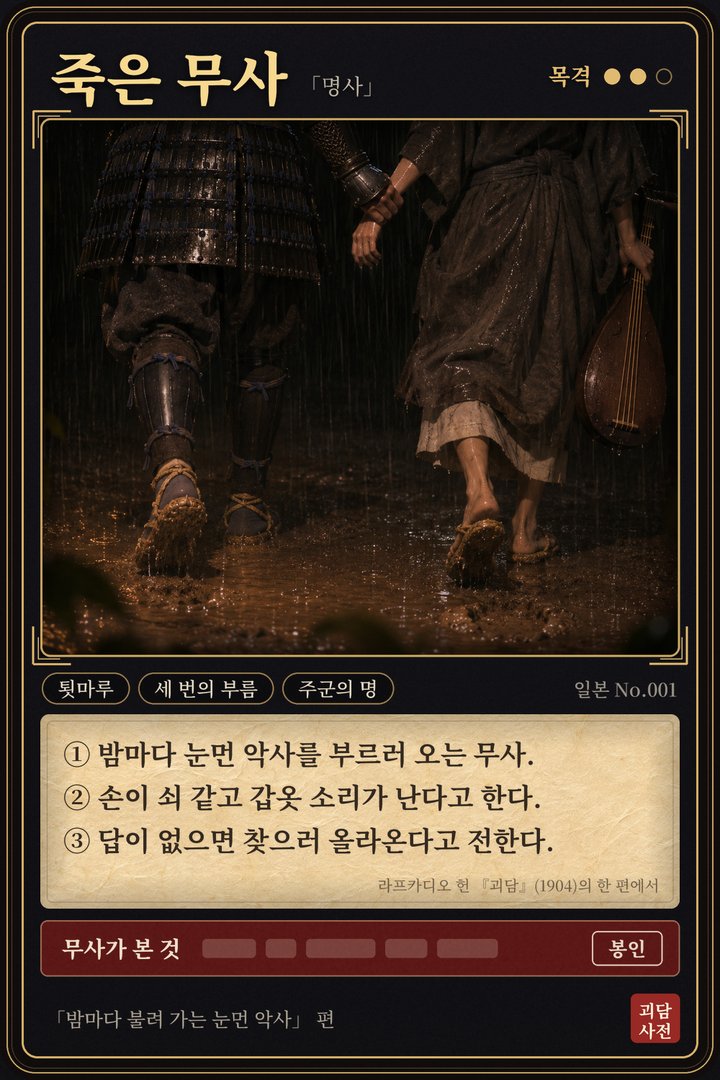 죽은 무사 「명사」 목격
툇마루 세 번의 부름 주군의 명 일본 No.001
① 밤마다 눈먼 악사를 부르러 오는 무사.
② 손이 쇠 같고 갑옷 소리가 난다고 한다.
③ 답이 없으면 찾으러 올라온다고 전한다.
라프카디오 헌 『괴담』(1904)의 한 편에서
무사가 본 것 봉인
「밤마다 불려 가는 눈먼 악사」 편
괴담
사전